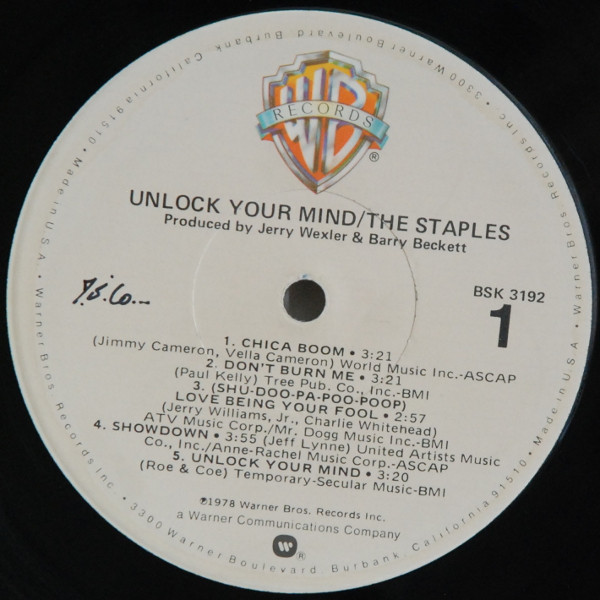 3300 Warner Boulevard Burbank, California 91510 • Made in U.S.A. • Warner Bros. Records Inc. • 3300 Warner Boulevard, Burbank, California 91510 • Made in U.S.A. • Warner Bros. Records Inc. •
WB
RECORDS
®
UNLOCK YOUR MIND/THE STAPLES
Produced by Jerry Wexler & Barry Beckett
BSK 3192
1
1. CHICA BOOM • 3:21
(Jimmy Cameron, Vella Cameron) World Music Inc.-ASCAP
2. DON'T BURN ME • 3:21
(Paul Kelly) Tree Pub. Co., Inc.-BMI
3. (SHU-DOO-PA-POO-POOP)
LOVE BEING YOUR FOOL • 2:57
(Jerry Williams, Jr., Charlie Whitehead)
ATV Music Corp./Mr. Dogg Music Inc.-BMI
4. SHOWDOWN • 3:55 (Jeff Lynne) United Artists Music
Co., Inc./Anne-Rachel Music Corp.-ASCAP
5. UNLOCK YOUR MIND • 3:20
(Roe & Coe) Temporary-Secular Music-BMI
℗1978 Warner Bros. Records Inc.
a Warner Communications Company
®